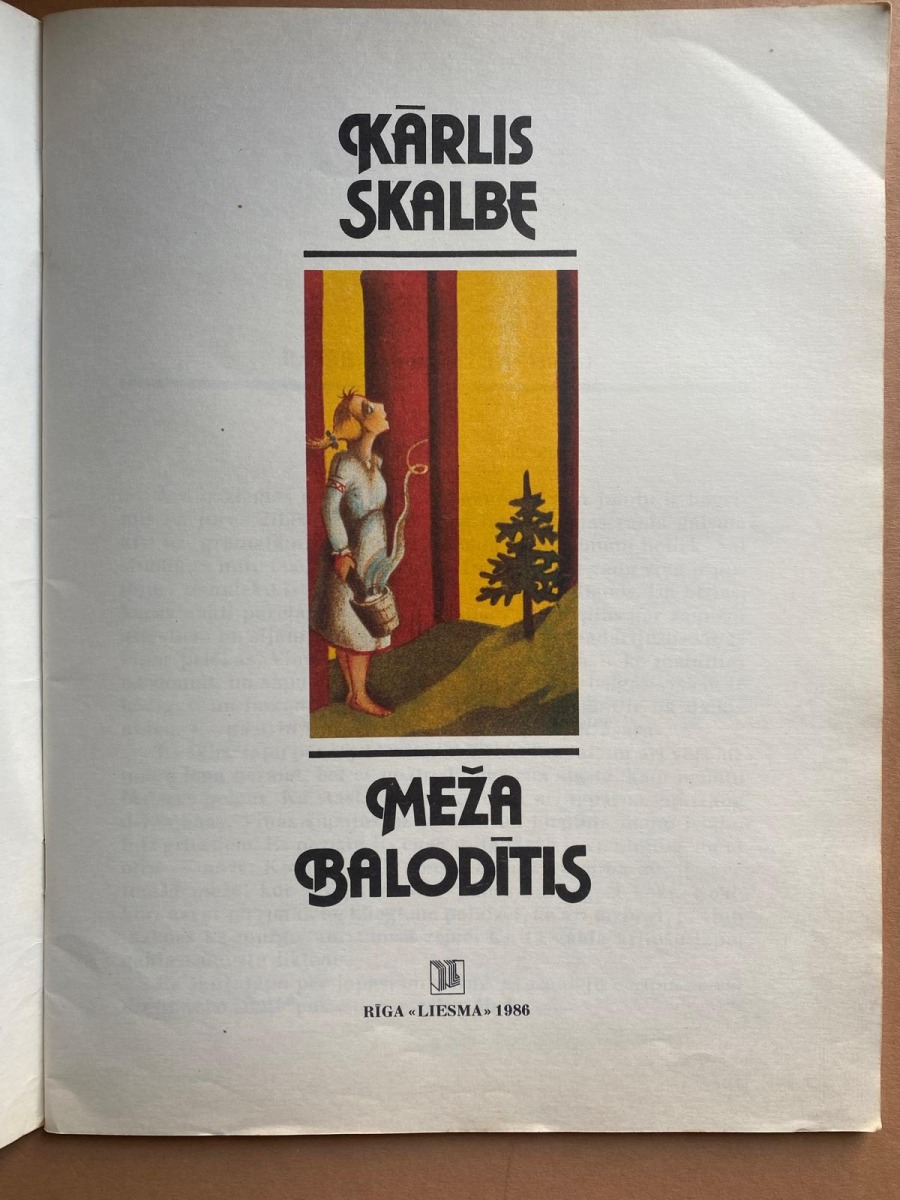 KĀRLIS
SKALBE
MEŽA
BALODĪTIS
RĪGA «LIESMA» 1986